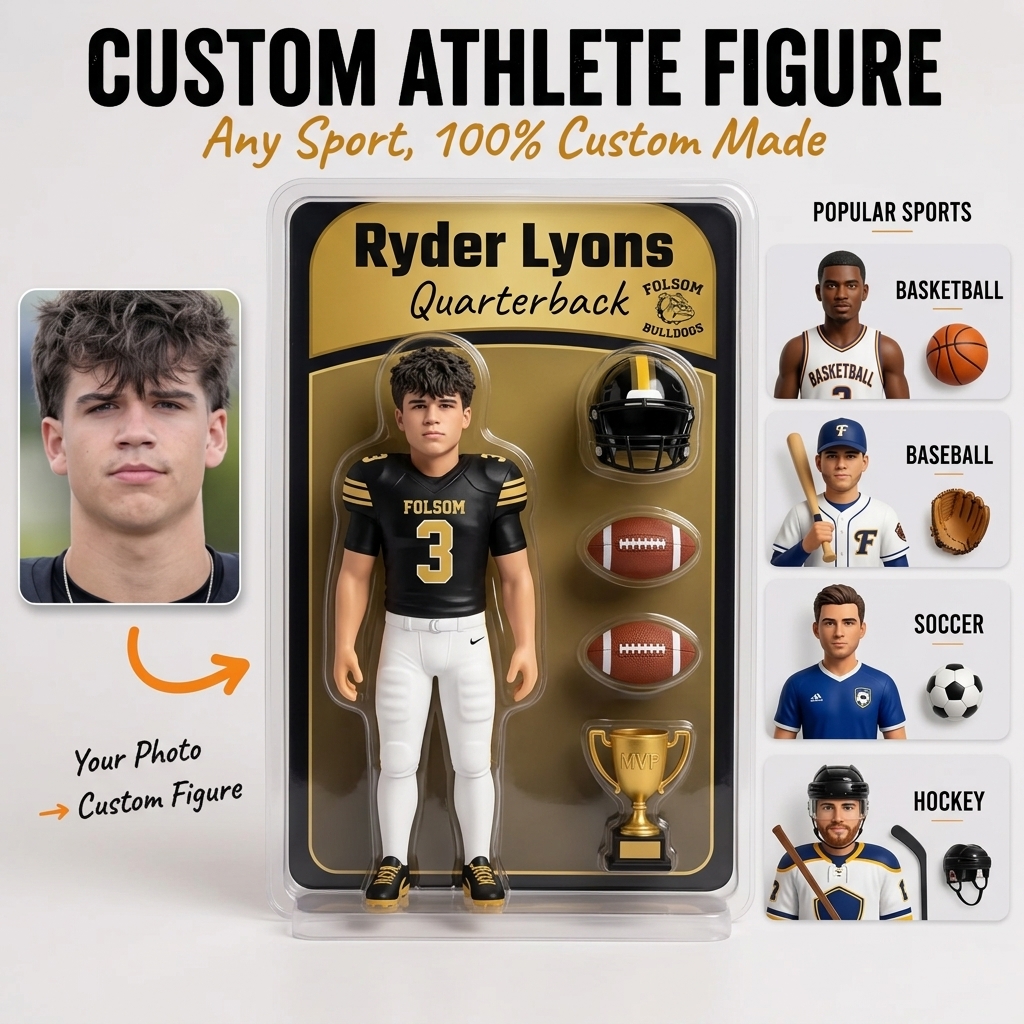 CUSTOM ATHLETE FIGURE
Any Sport, 100% Custom Made
Ryder Lyons
Quarterback
FOLSOM
BULLDOGS
FOLSOM
3
MVP
Your Photo
→ Custom Figure
POPULAR SPORTS
BASKETBALL
BASKETBALL
BASEBALL
F
F
SOCCER
HOCKEY